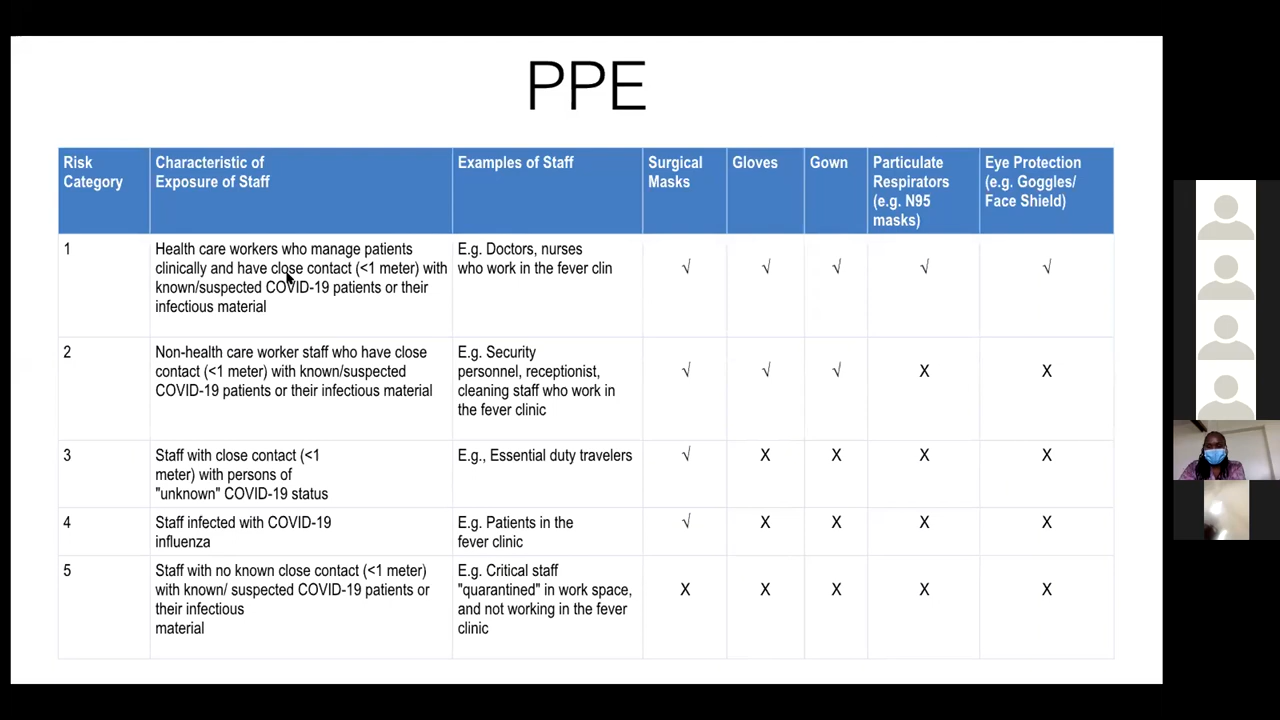 PPE
Risk
Category
Characteristic of
Exposure of Staff
Examples of Staff
Surgical
Masks
Gloves
Gown
Particulate
Respirators
(e.g. N95
masks)
Eye Protection
(e.g. Goggles/
Face Shield)
1
Health care workers who manage patients
clinically and have close contact (<1 meter) with
known/suspected COVID-19 patients or their
infectious material
E.g. Doctors, nurses
who work in the fever clin
√
√
√
√
√
2
Non-health care worker staff who have close
contact (<1 meter) with known/suspected
COVID-19 patients or their infectious material
E.g. Security
personnel, receptionist,
cleaning staff who work in
the fever clinic
√
√
√
X
X
3
Staff with close contact (<1
meter) with persons of
"unknown" COVID-19 status
E.g., Essential duty travelers
√
X
X
X
X
4
Staff infected with COVID-19
influenza
E.g. Patients in the
fever clinic
√
X
X
X
X
5
Staff with no known close contact (<1 meter)
with known/ suspected COVID-19 patients or
their infectious
material
E.g. Critical staff
"quarantined" in work space,
and not working in the fever
clinic
X
X
X
X
X